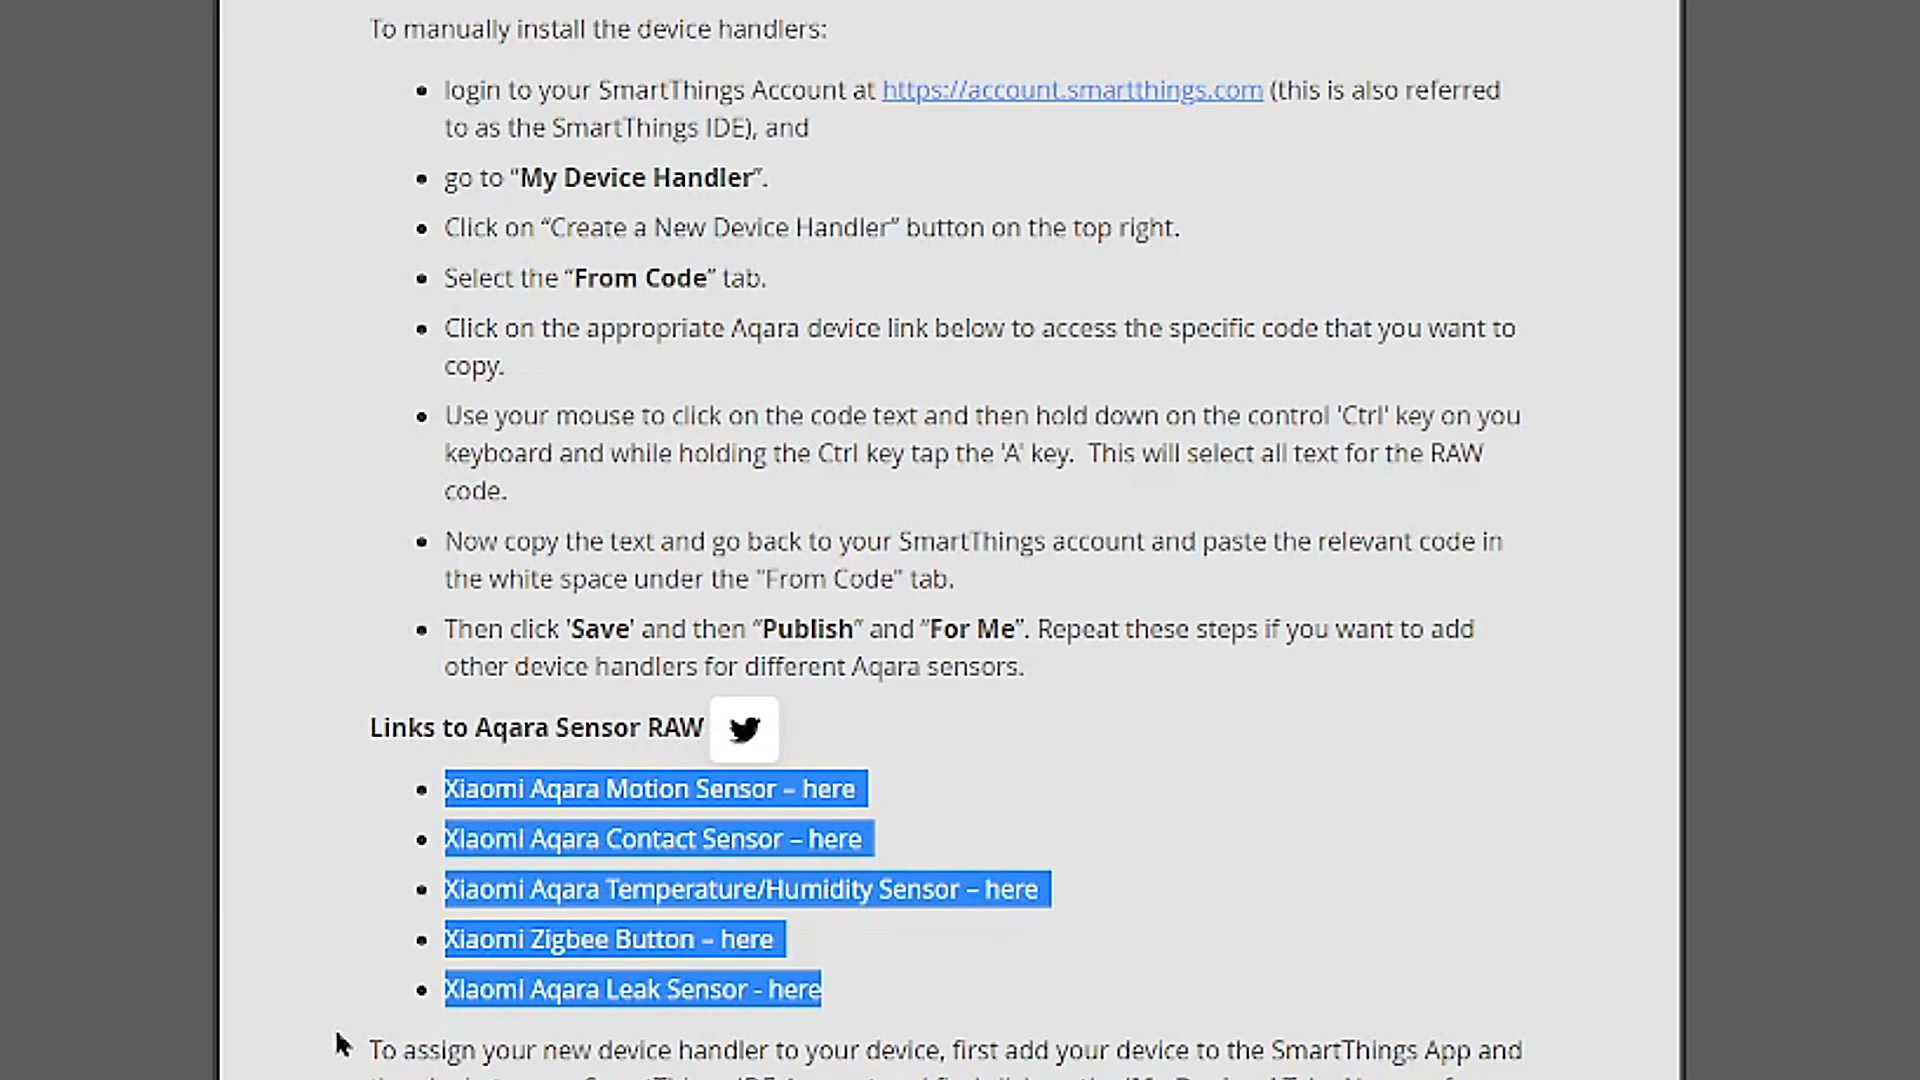 To manually install the device handlers:
login to your SmartThings Account at https://account.smartthings.com (this is also referred
to as the SmartThings IDE), and
go to “My Device Handler”.
Click on “Create a New Device Handler” button on the top right.
Select the “From Code” tab.
Click on the appropriate Aqara device link below to access the specific code that you want to
copy.
Use your mouse to click on the code text and then hold down on the control 'Ctrl' key on you
keyboard and while holding the Ctrl key tap the 'A' key.  This will select all text for the RAW
code.
Now copy the text and go back to your SmartThings account and paste the relevant code in
the white space under the "From Code" tab.
Then click 'Save' and then “Publish” and “For Me”. Repeat these steps if you want to add
other device handlers for different Aqara sensors.
Links to Aqara Sensor RAW
Xiaomi Aqara Motion Sensor – here
XIaomi Aqara Contact Sensor – here
Xiaomi Aqara Temperature/Humidity Sensor – here
Xiaomi Zigbee Button – here
XIaomi Aqara Leak Sensor - here
To assign your new device handler to your device, first add your device to the SmartThings App and